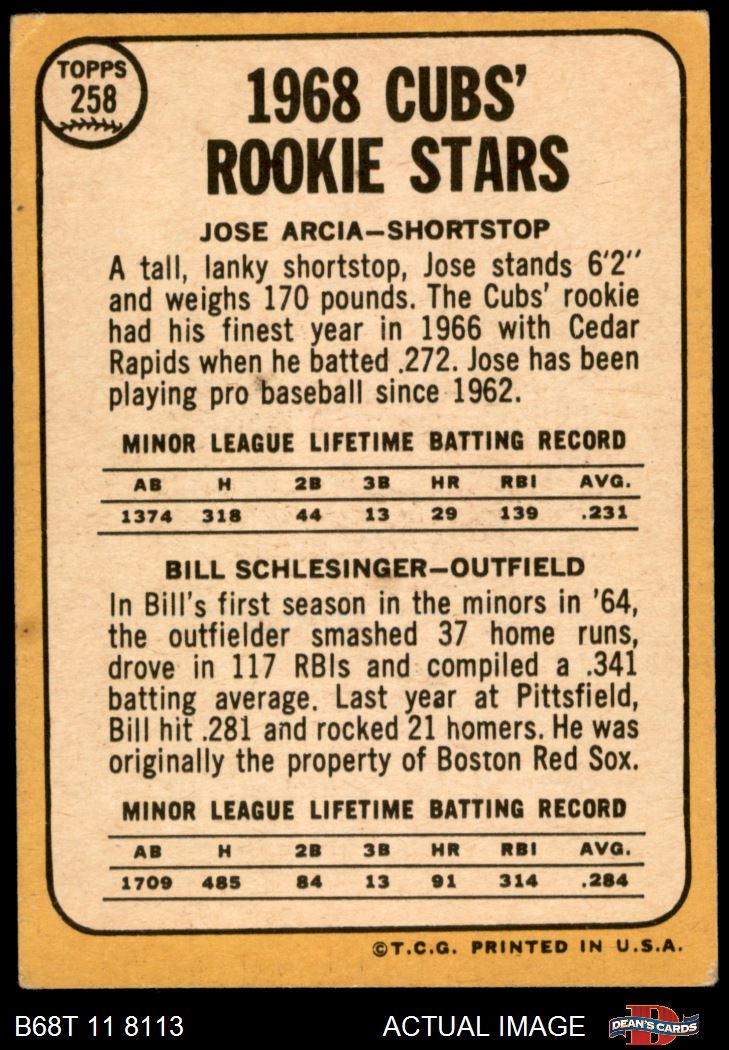 TOPPS
258
1968 CUBS'
ROOKIE STARS
JOSE ARCIA—SHORTSTOP
A tall, lanky shortstop, Jose stands 6'2"
and weighs 170 pounds. The Cubs' rookie
had his finest year in 1966 with Cedar
Rapids when he batted .272. Jose has been
playing pro baseball since 1962.
MINOR LEAGUE LIFETIME BATTING RECORD
AB H 2B 3B HR RBI AVG.
1374 318 44 13 29 139 .231
BILL SCHLESINGER—OUTFIELD
In Bill's first season in the minors in '64,
the outfielder smashed 37 home runs,
drove in 117 RBIs and compiled a .341
batting average. Last year at Pittsfield,
Bill hit .281 and rocked 21 homers. He was
originally the property of Boston Red Sox.
MINOR LEAGUE LIFETIME BATTING RECORD
AB H 2B 3B HR RBI AVG.
1709 485 84 13 91 314 .284
©T.C.G. PRINTED IN U.S.A.
B68T 11 8113 ACTUAL IMAGE D DEAN'S CARDS